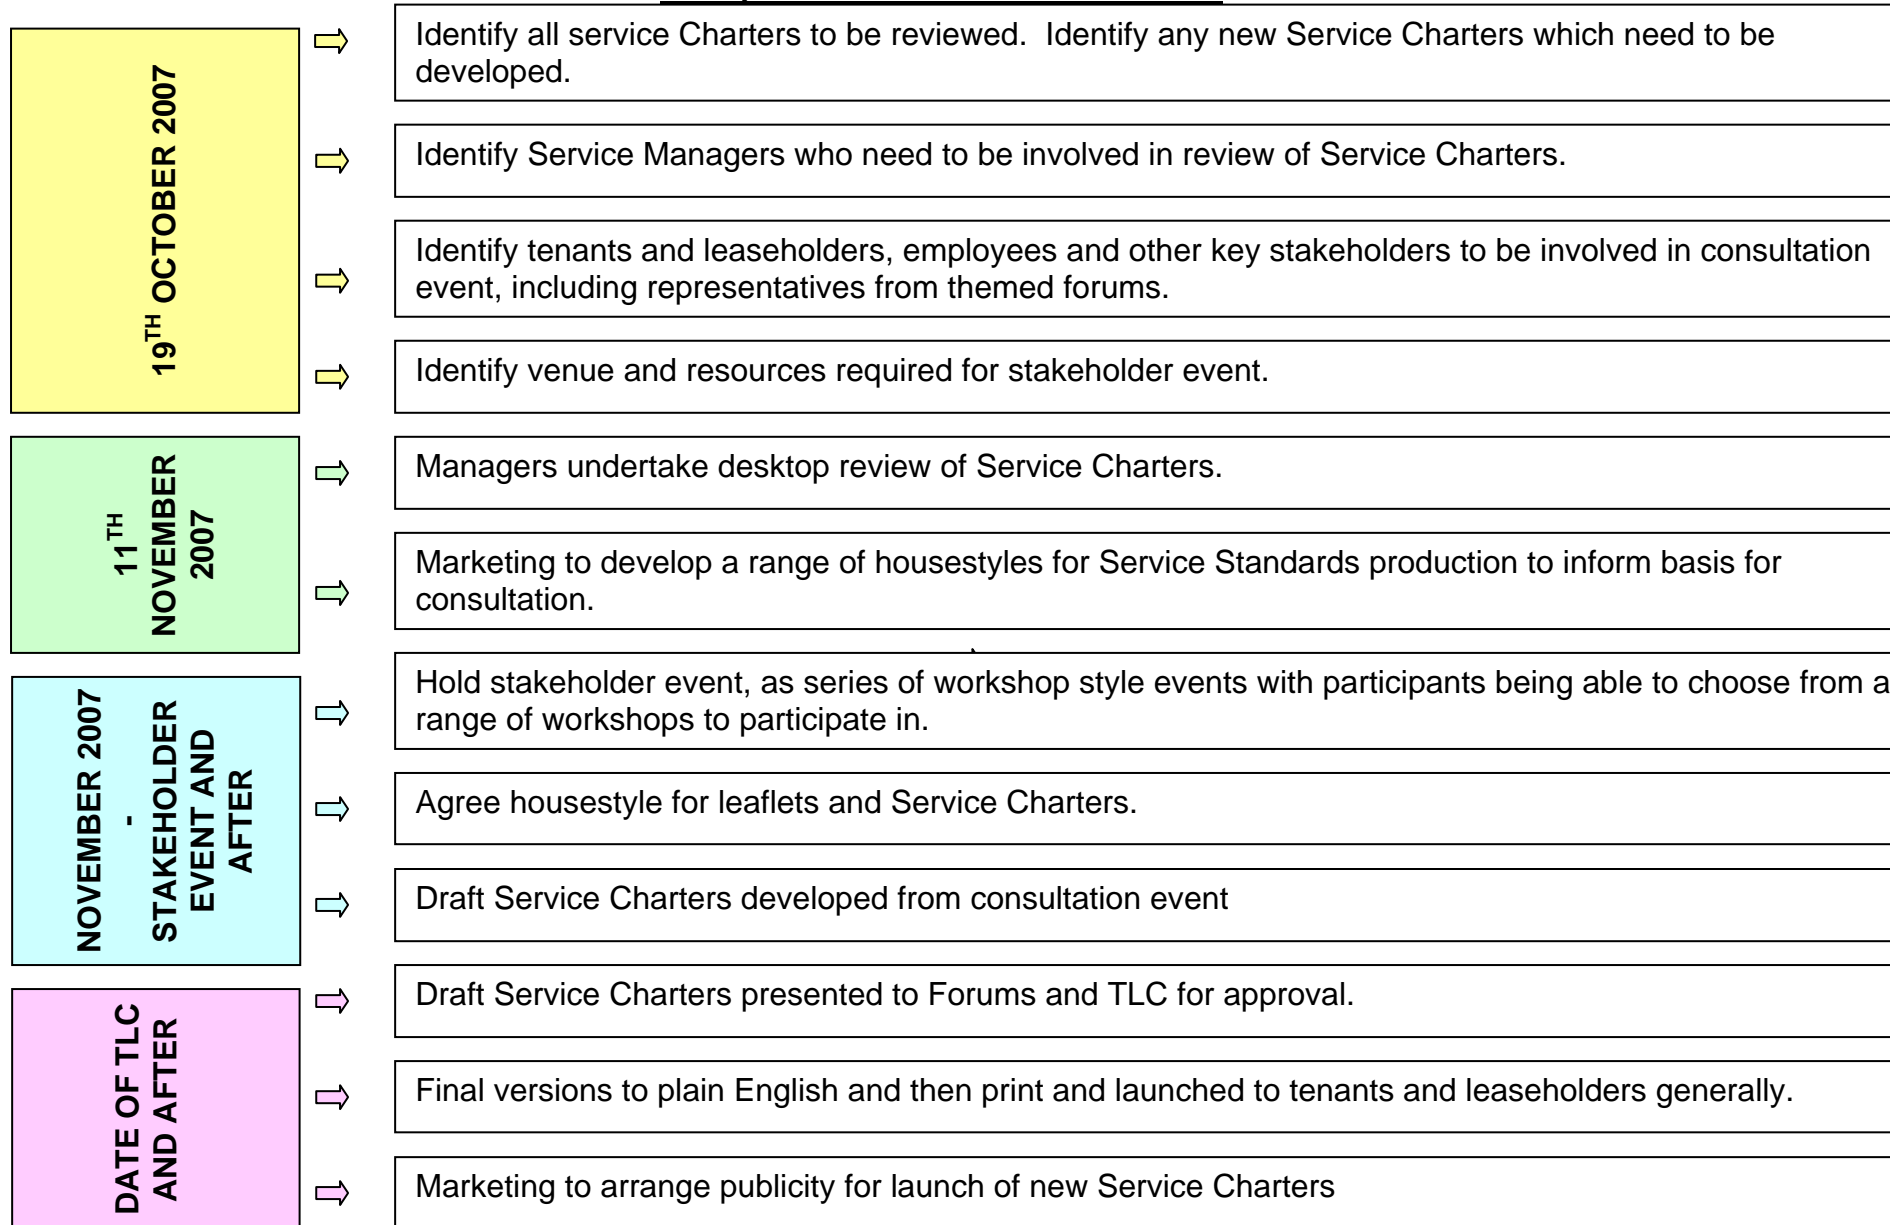 19TH OCTOBER 2007
Identify all service Charters to be reviewed.  Identify any new Service Charters which need to be
developed.
Identify Service Managers who need to be involved in review of Service Charters.
Identify tenants and leaseholders, employees and other key stakeholders to be involved in consultation
event, including representatives from themed forums.
Identify venue and resources required for stakeholder event.
11TH
NOVEMBER
2007
Managers undertake desktop review of Service Charters.
Marketing to develop a range of housestyles for Service Standards production to inform basis for
consultation.
NOVEMBER 2007
-
STAKEHOLDER
EVENT AND
AFTER
Hold stakeholder event, as series of workshop style events with participants being able to choose from a
range of workshops to participate in.
Agree housestyle for leaflets and Service Charters.
Draft Service Charters developed from consultation event
DATE OF TLC
AND AFTER
Draft Service Charters presented to Forums and TLC for approval.
Final versions to plain English and then print and launched to tenants and leaseholders generally.
Marketing to arrange publicity for launch of new Service Charters